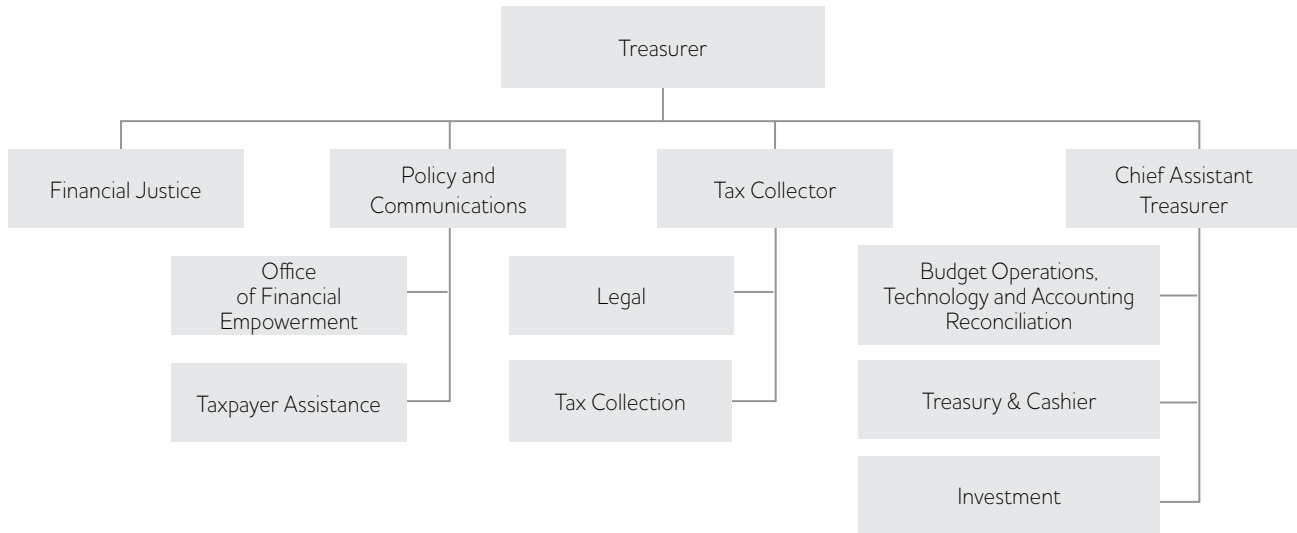 Treasurer
Financial Justice
Policy and
Communications
Tax Collector
Chief Assistant
Treasurer
Office
of Financial
Empowerment
Taxpayer Assistance
Legal
Tax Collection
Budget Operations,
Technology and Accounting
Reconciliation
Treasury & Cashier
Investment